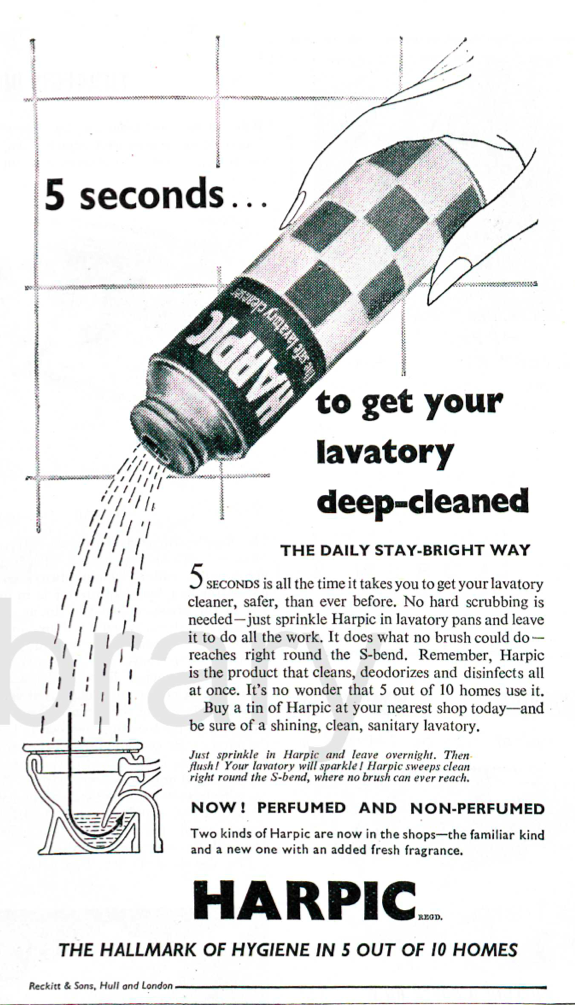 5 seconds...
HARPIC
The safe lavatory cleanser
to get your
lavatory
deep-cleaned
THE DAILY STAY-BRIGHT WAY
5 SECONDS is all the time it takes you to get your lavatory
cleaner, safer, than ever before. No hard scrubbing is
needed—just sprinkle Harpic in lavatory pans and leave
it to do all the work. It does what no brush could do—
reaches right round the S-bend. Remember, Harpic
is the product that cleans, deodorizes and disinfects all
at once. It's no wonder that 5 out of 10 homes use it.
Buy a tin of Harpic at your nearest shop today—and
be sure of a shining, clean, sanitary lavatory.
Just sprinkle in Harpic and leave overnight. Then
flush! Your lavatory will sparkle! Harpic sweeps clean
right round the S-bend, where no brush can ever reach.
NOW! PERFUMED AND NON-PERFUMED
Two kinds of Harpic are now in the shops—the familiar kind
and a new one with an added fresh fragrance.
HARPIC REGD.
THE HALLMARK OF HYGIENE IN 5 OUT OF 10 HOMES
Reckitt & Sons, Hull and London
brary